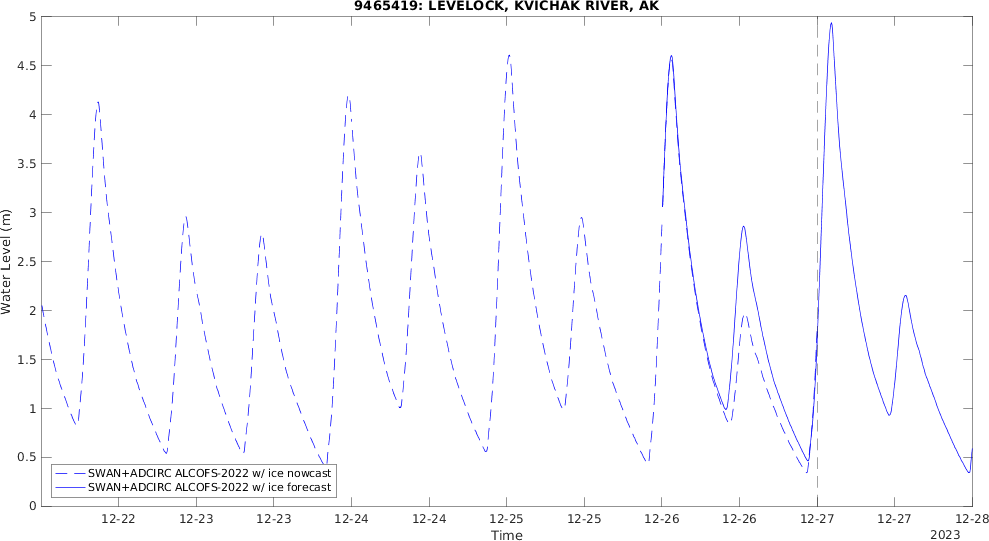 9465419: LEVELOCK, KVICHAK RIVER, AK
5
4.5
4
3.5
3
2.5
2
1.5
1
0.5
0
Water Level (m)
SWAN+ADCIRC ALCOFS-2022 w/ ice nowcast
SWAN+ADCIRC ALCOFS-2022 w/ ice forecast
12-22 12-23 12-23 12-24 12-24 12-25 12-25 12-26 12-26 12-27 12-27 12-28
Time
2023